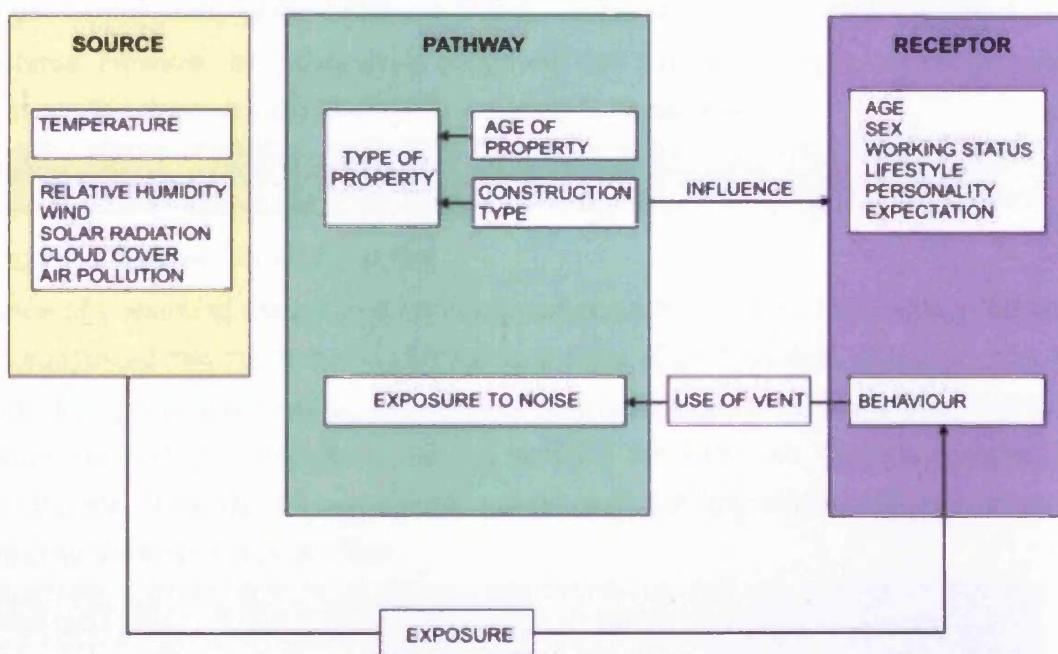 SOURCE
TEMPERATURE
RELATIVE HUMIDITY
WIND
SOLAR RADIATION
CLOUD COVER
AIR POLLUTION
PATHWAY
TYPE OF
PROPERTY
AGE OF
PROPERTY
CONSTRUCTION
TYPE
INFLUENCE
RECEPTOR
AGE
SEX
WORKING STATUS
LIFESTYLE
PERSONALITY
EXPECTATION
EXPOSURE TO NOISE
USE OF VENT
BEHAVIOUR
EXPOSURE